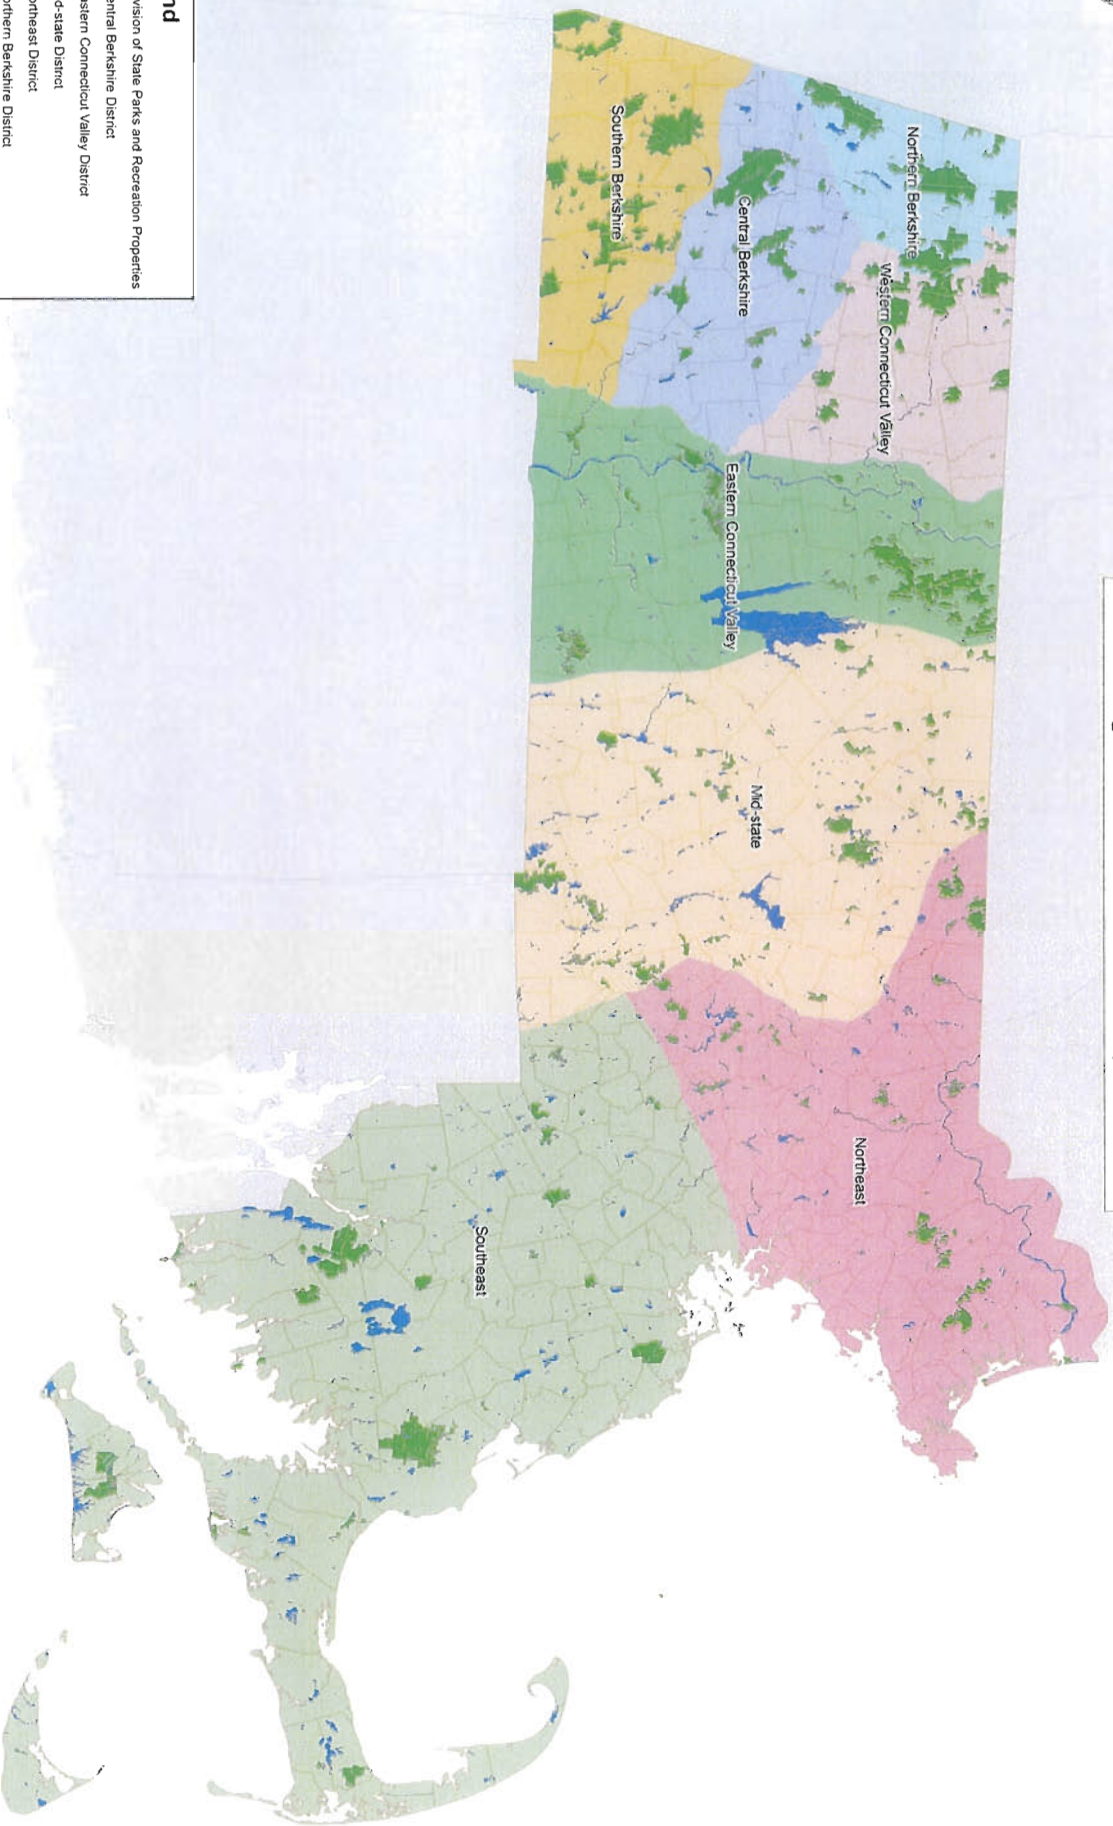 Northern Berkshire
Western Connecticut Valley
Central Berkshire
Southern Berkshire
Eastern Connecticut Valley
Mid-state
Northeast
Southeast
nd
vision of State Parks and Recreation Properties
entral Berkshire District
astern Connecticut Valley District
d-state District
ortheast District
orthern Berkshire District